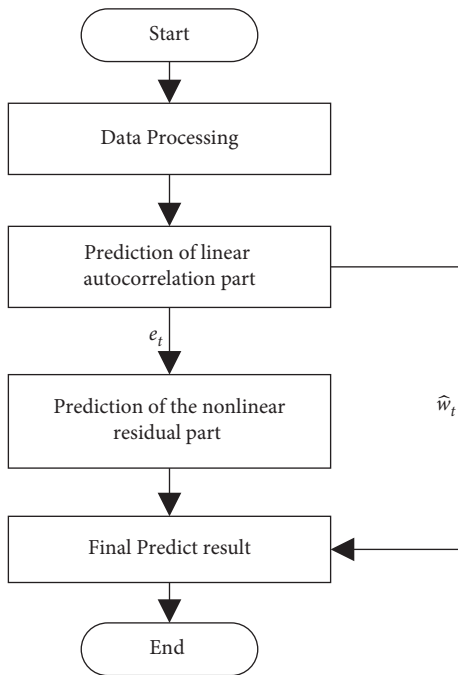 Start
Data Processing
Prediction of linear
autocorrelation part
e_t
Prediction of the nonlinear
residual part
ŵ_t
Final Predict result
End